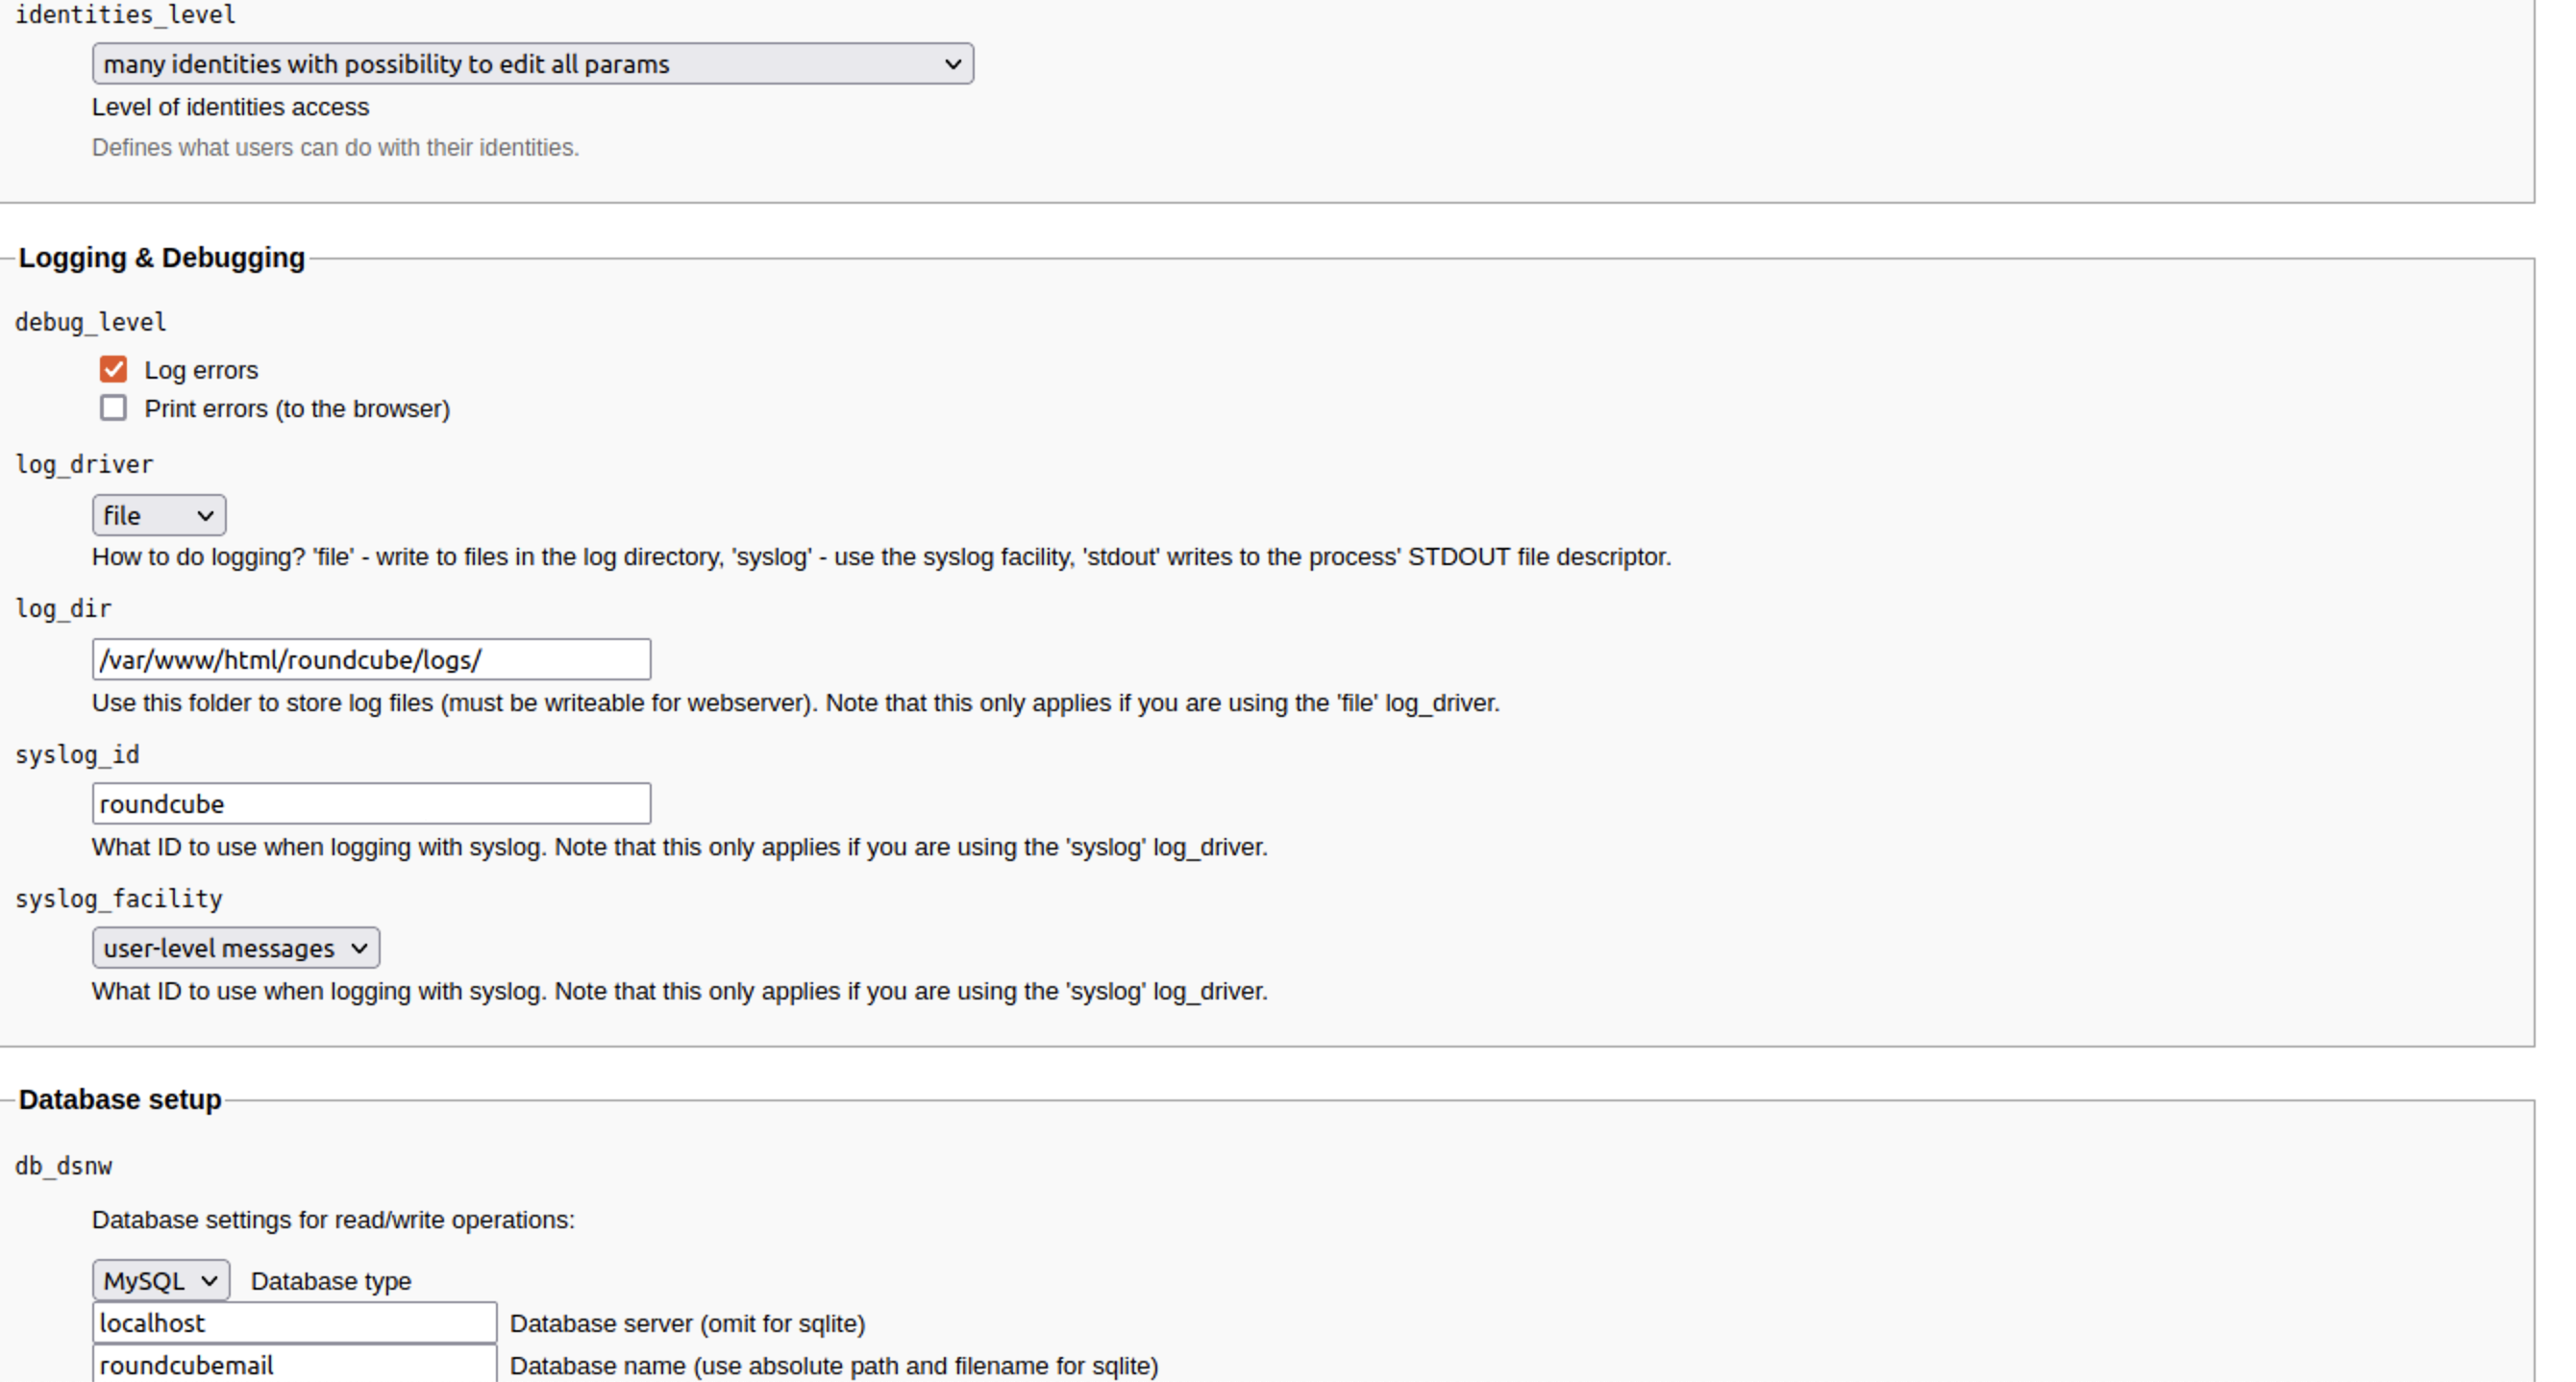 identities_level
many identities with possibility to edit all params
Level of identities access
Defines what users can do with their identities.
Logging & Debugging
debug_level
Log errors
Print errors (to the browser)
log_driver
file
How to do logging? 'file' - write to files in the log directory, 'syslog' - use the syslog facility, 'stdout' writes to the process' STDOUT file descriptor.
log_dir
/var/www/html/roundcube/logs/
Use this folder to store log files (must be writeable for webserver). Note that this only applies if you are using the 'file' log_driver.
syslog_id
roundcube
What ID to use when logging with syslog. Note that this only applies if you are using the 'syslog' log_driver.
syslog_facility
user-level messages
What ID to use when logging with syslog. Note that this only applies if you are using the 'syslog' log_driver.
Database setup
db_dsnw
Database settings for read/write operations:
MySQL Database type
localhost Database server (omit for sqlite)
roundcubemail Database name (use absolute path and filename for sqlite)